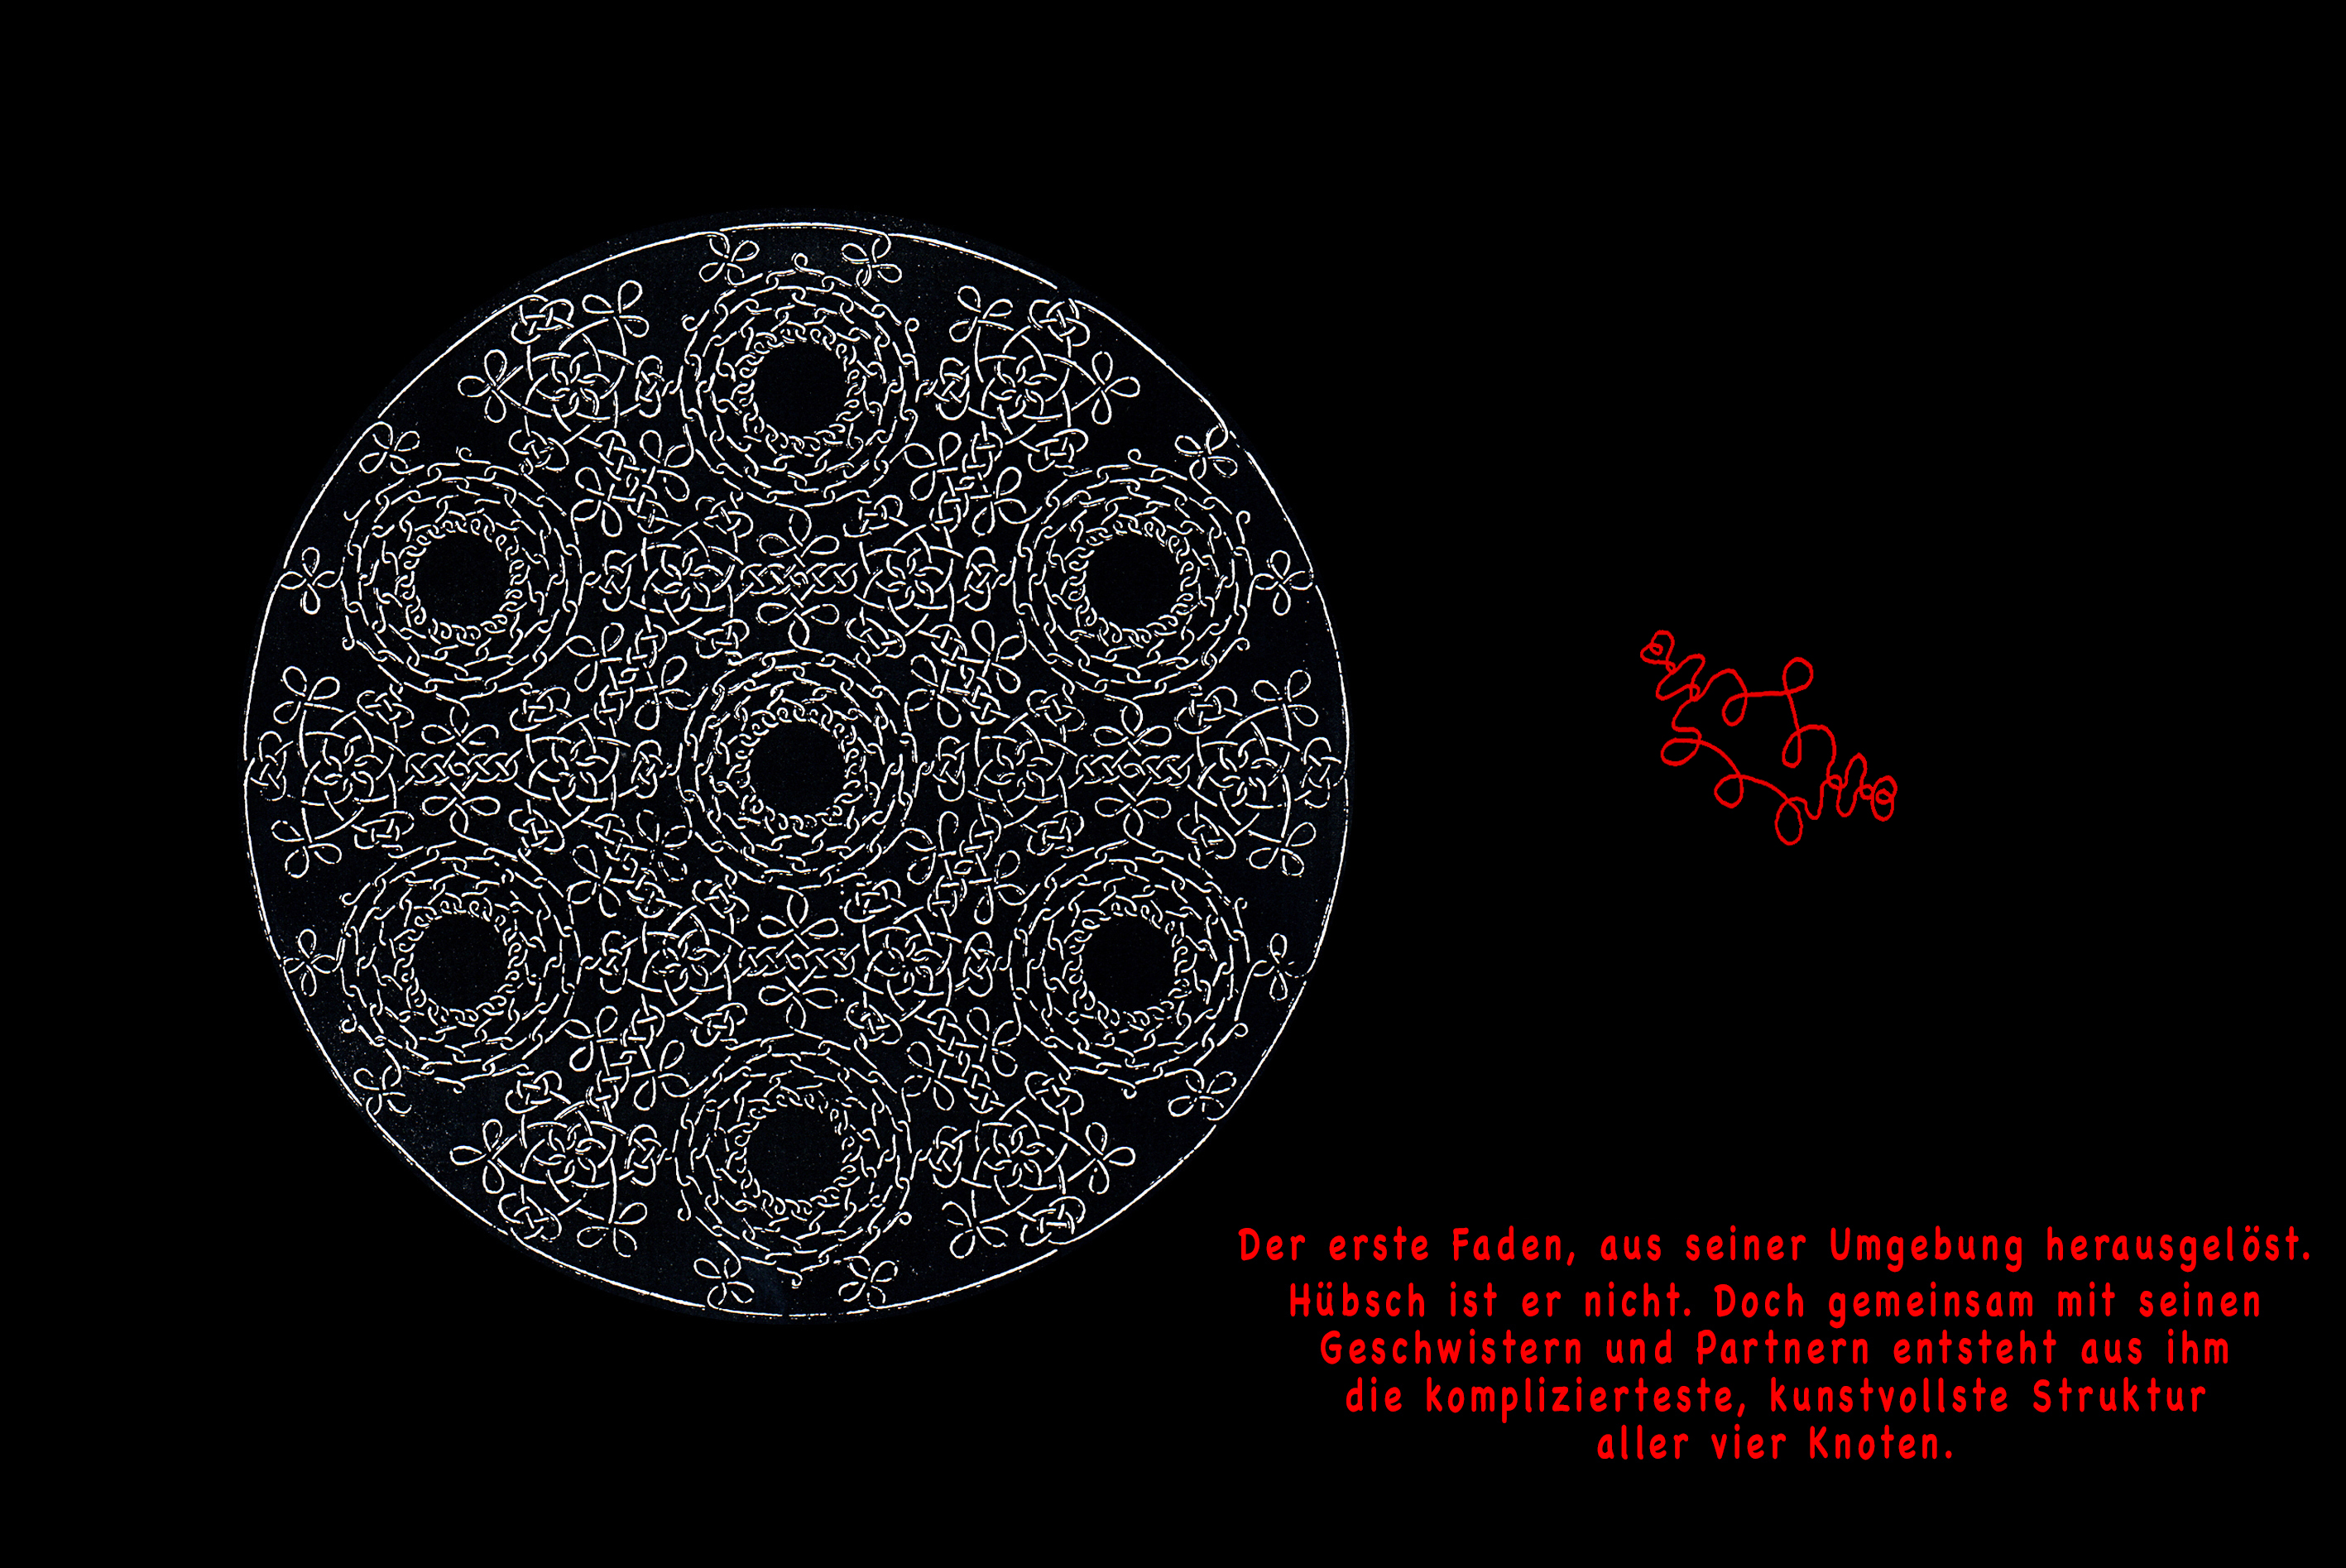 Der erste Faden, aus seiner Umgebung herausgelöst.
Hübsch ist er nicht. Doch gemeinsam mit seinen
Geschwistern und Partnern entsteht aus ihm
die komplizierteste, kunstvollste Struktur
aller vier Knoten.